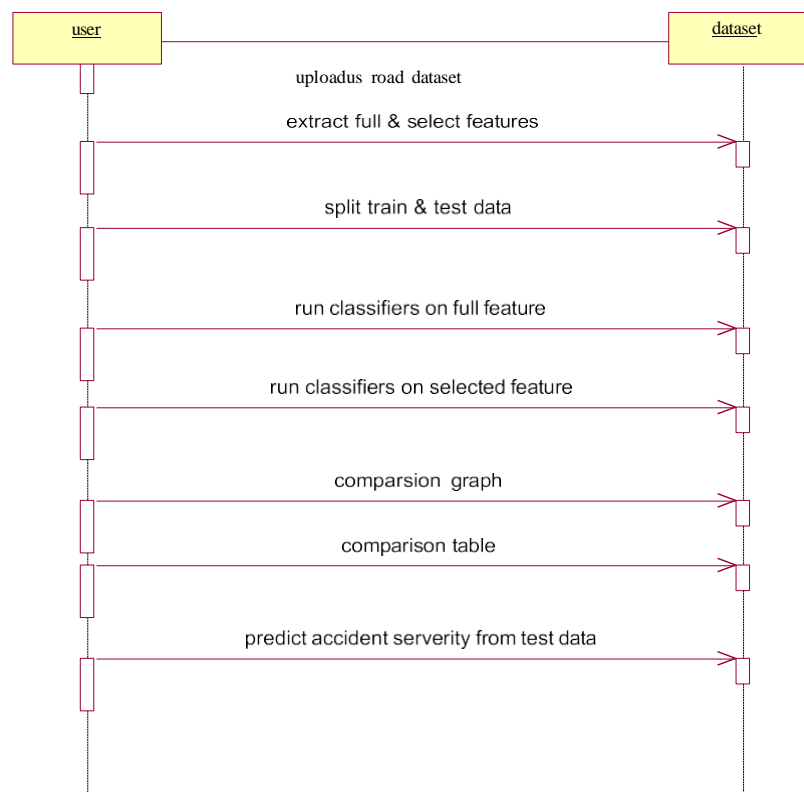 user
dataset
uploadus road dataset
extract full & select features
split train & test data
run classifiers on full feature
run classifiers on selected feature
comparsion graph
comparison table
predict accident serverity from test data